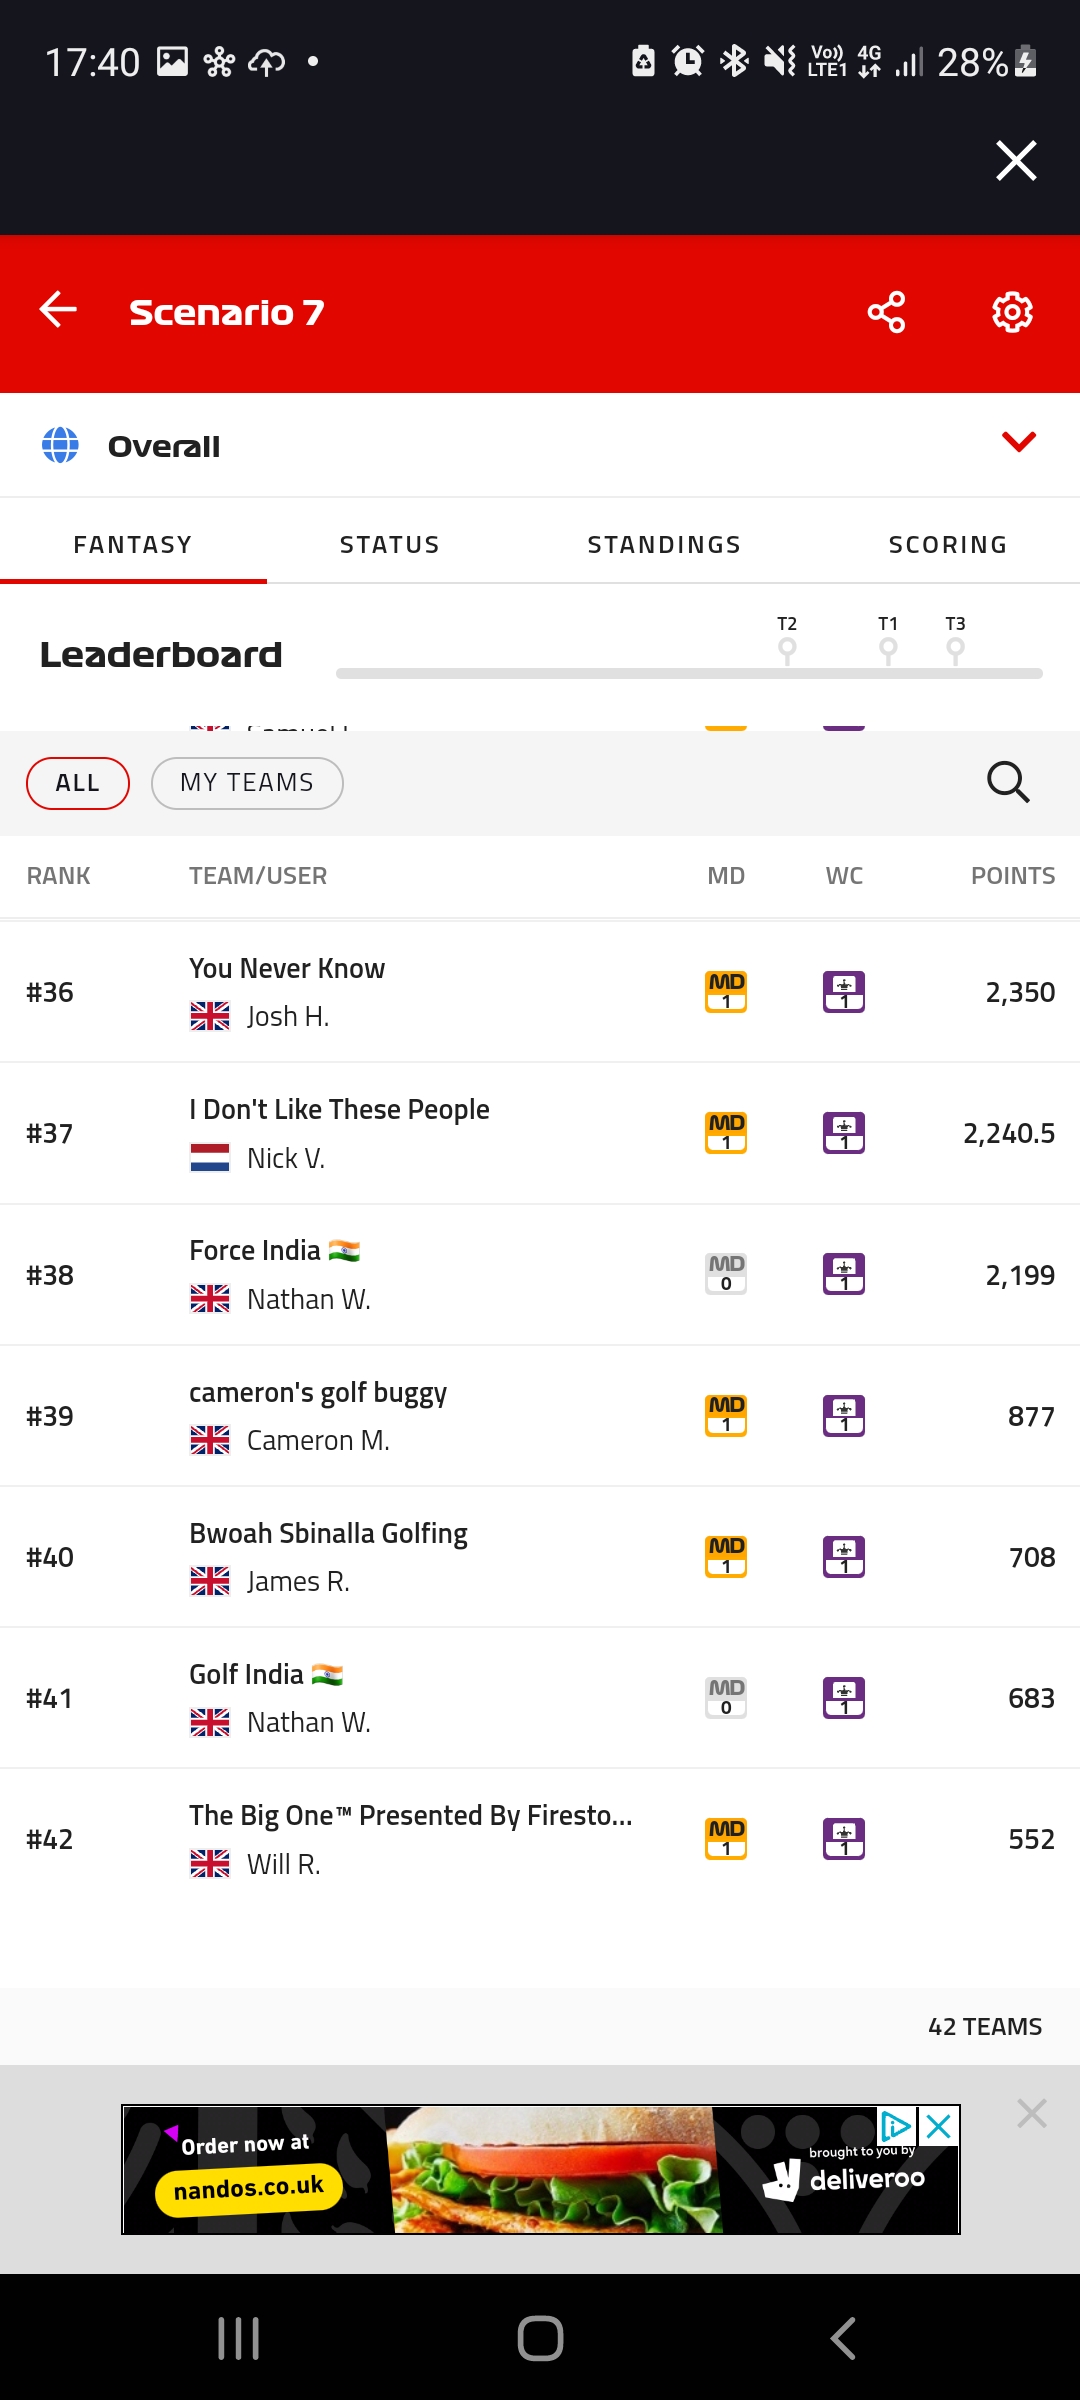 17:40
Vo)) LTE1 4G 28%
Scenario 7
Overall
FANTASY STATUS STANDINGS SCORING
T2 T1 T3
Leaderboard
ALL MY TEAMS
RANK TEAM/USER MD WC POINTS
You Never Know
#36 MD 1 1 2,350
Josh H.
I Don't Like These People
#37 MD 1 1 2,240.5
Nick V.
Force India
#38 MD 0 1 2,199
Nathan W.
cameron's golf buggy
#39 MD 1 1 877
Cameron M.
Bwoah Sbinalla Golfing
#40 MD 1 1 708
James R.
Golf India
#41 MD 0 1 683
Nathan W.
The Big One™ Presented By Firesto...
#42 MD 1 1 552
Will R.
42 TEAMS
Order now at
nandos.co.uk
brought to you by
deliveroo